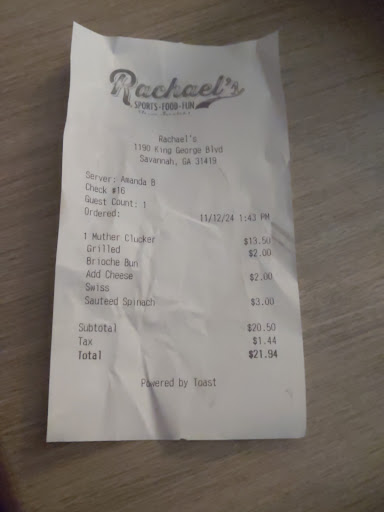 Rachael's
SPORTS•FOOD•FUN
Rachael's
1190 King George Blvd
Savannah, GA 31419
Server: Amanda B
Check #16
Guest Count: 1
Ordered: 11/12/24 1:43 PM
1 Muther Clucker $13.50
Grilled $2.00
Brioche Bun
Add Cheese $2.00
Swiss
Sauteed Spinach $3.00
Subtotal $20.50
Tax $1.44
Total $21.94
Powered by Toast